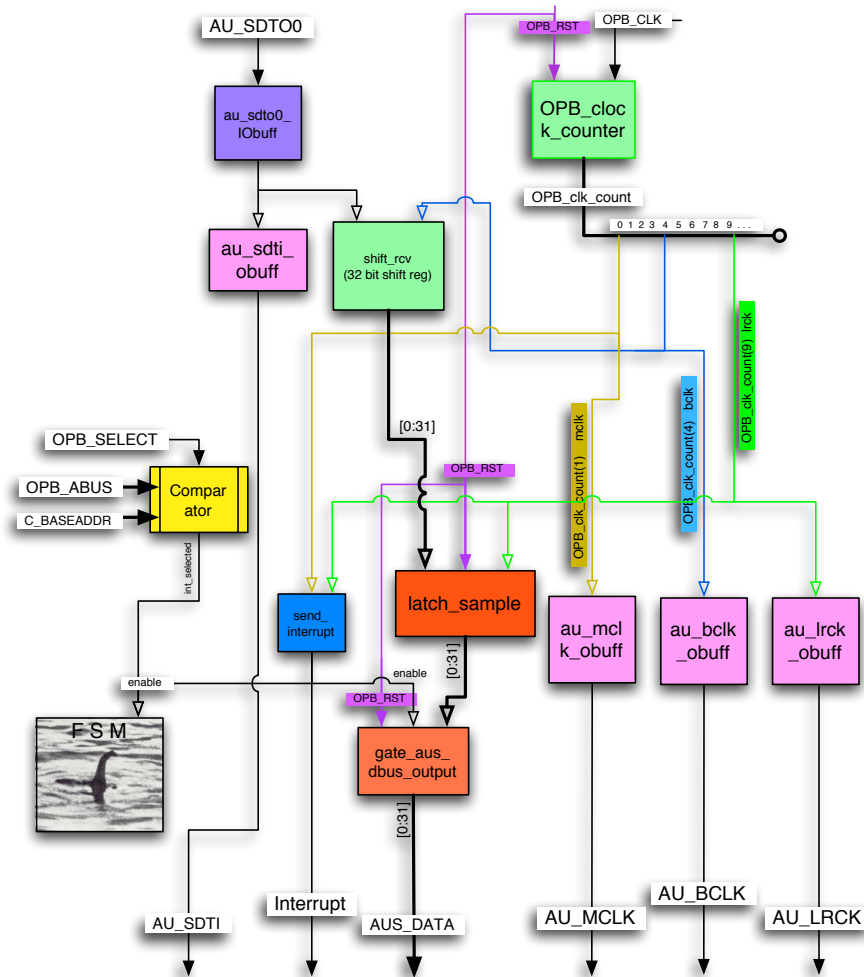 AU_SDTO0
OPB_RST
OPB_CLK
au_sdto0_
IObuff
OPB_cloc
k_counter
OPB_clk_count
0 1 2 3 4 5 6 7 8 9 ...
au_sdti_
obuff
shift_rcv
(32 bit shift reg)
OPB_clk_count(9) lrck
OPB_clk_count(4) bclk
OPB_clk_count(1) mclk
[0:31]
OPB_SELECT
OPB_RST
OPB_ABUS
Compar
ator
C_BASEADDR
int_selected
send_
interrupt
latch_sample
au_mcl
k_obuff
au_bclk
_obuff
au_lrck
_obuff
[0:31]
enable
enable
OPB_RST
F S M
gate_aus_
dbus_output
[0:31]
AU_SDTI
Interrupt
AUS_DATA
AU_MCLK
AU_BCLK
AU_LRCK